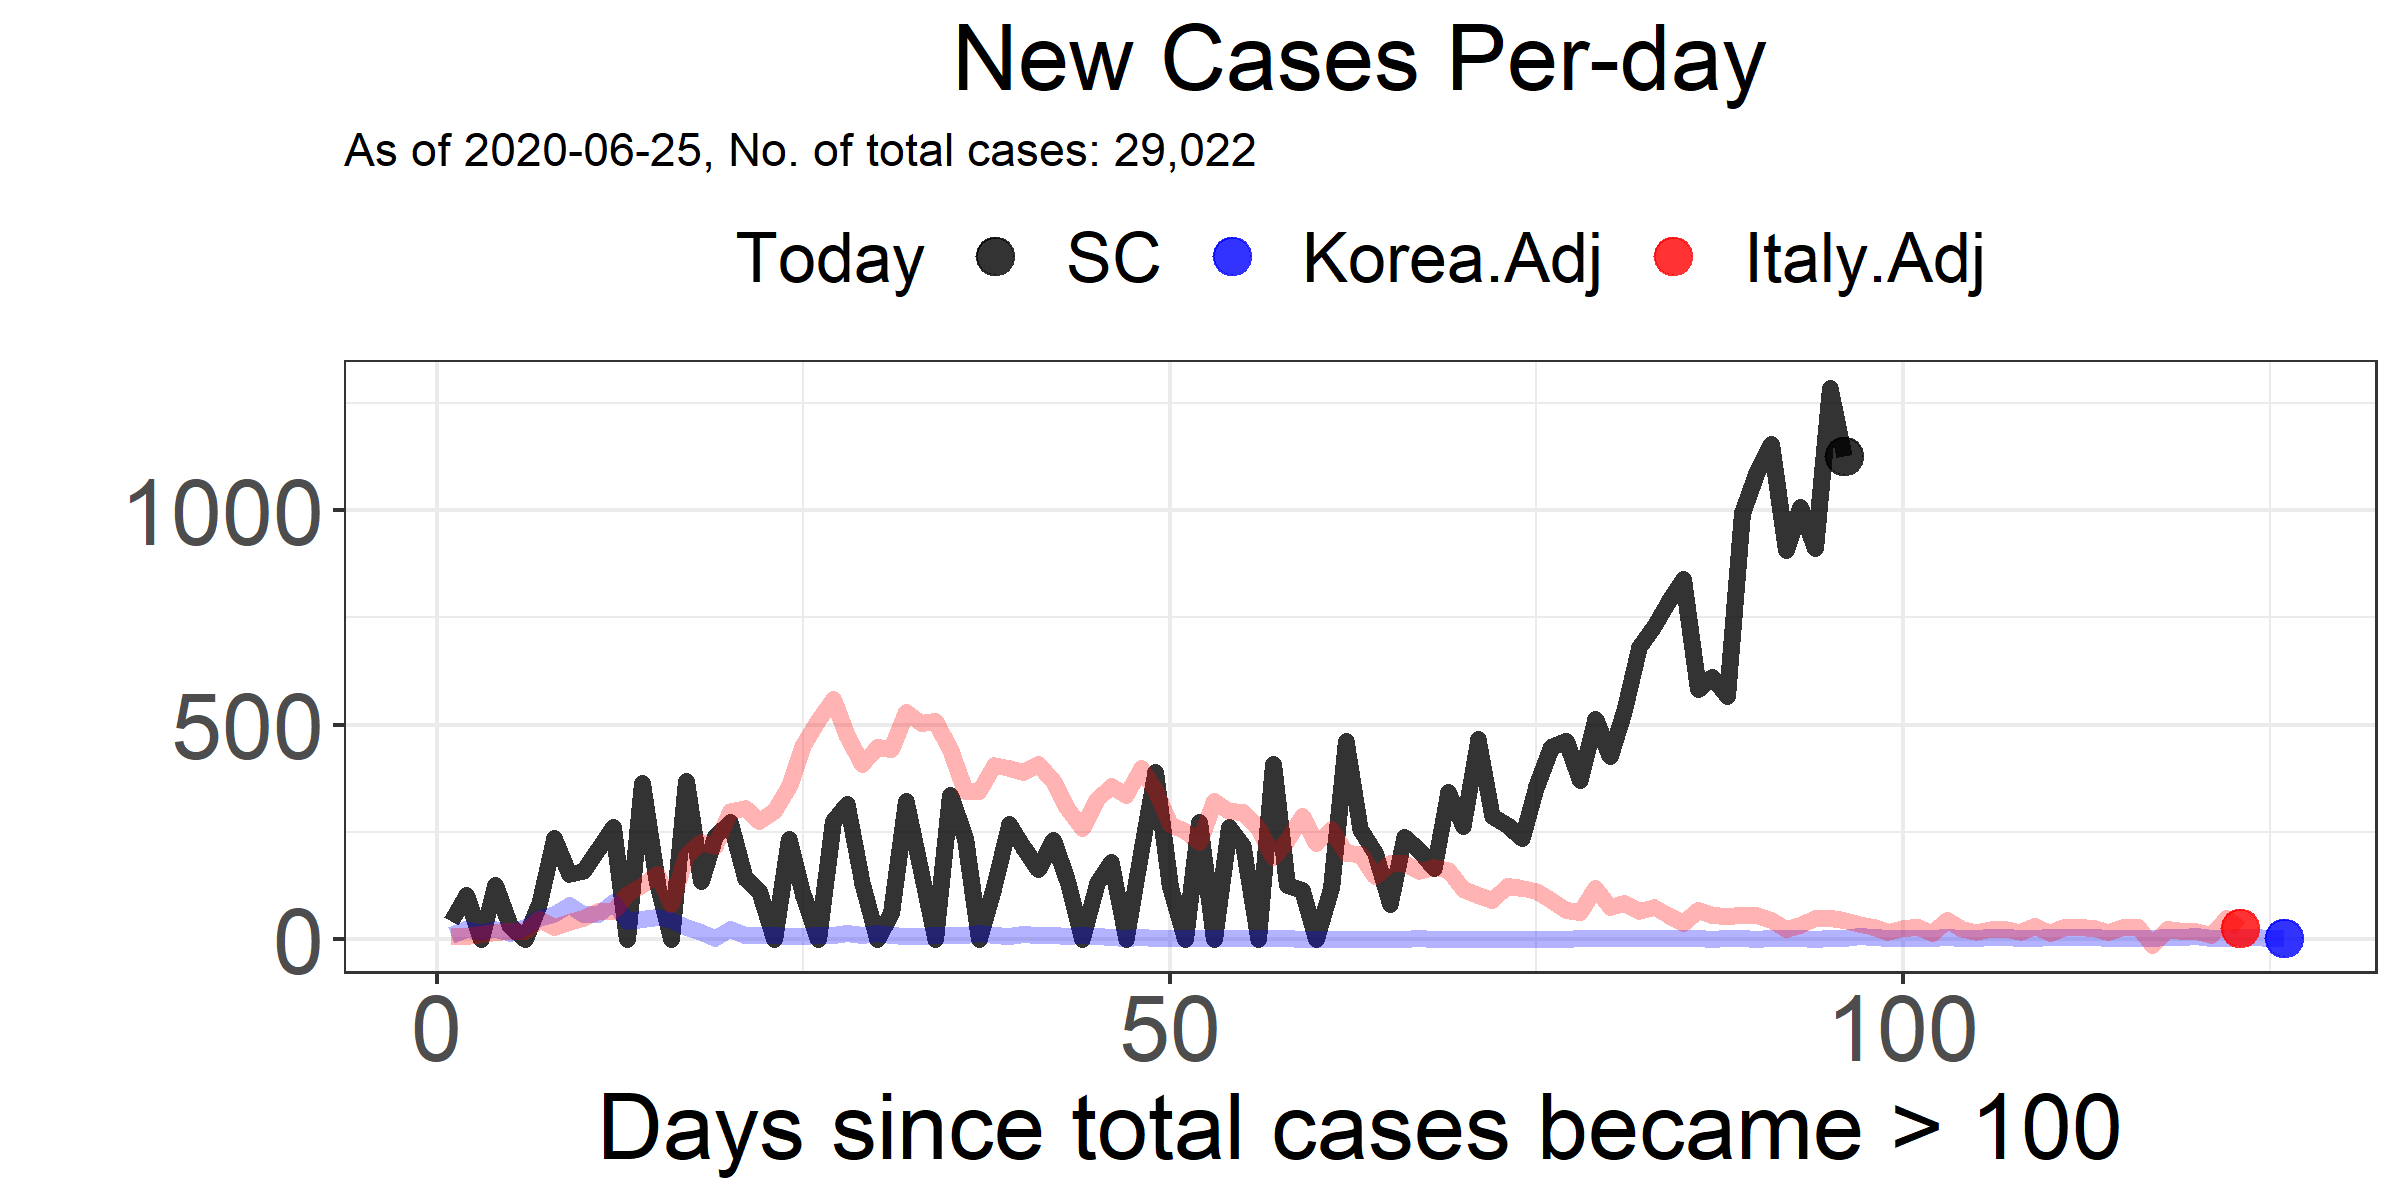 New Cases Per-day
As of 2020-06-25, No. of total cases: 29,022
Today SC Korea.Adj Italy.Adj
1000
500
0
0 50 100
Days since total cases became > 100